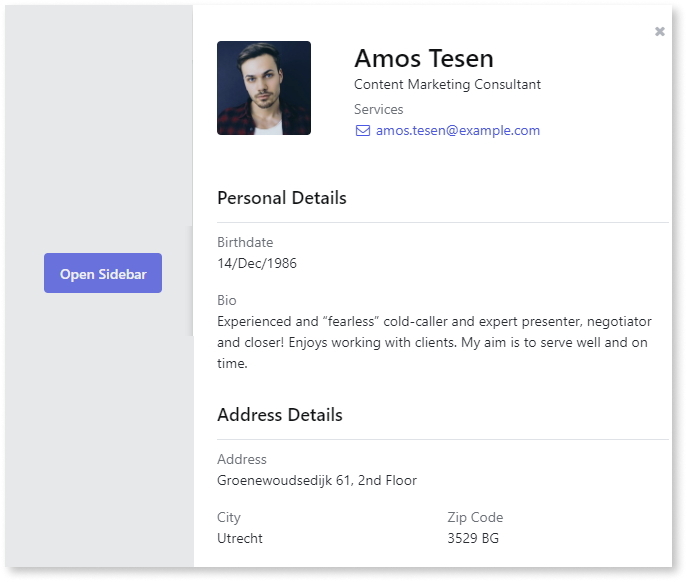 Amos Tesen
Content Marketing Consultant
Services
amos.tesen@example.com
Personal Details
Birthdate
14/Dec/1986
Open Sidebar
Bio
Experienced and “fearless” cold-caller and expert presenter, negotiator
and closer! Enjoys working with clients. My aim is to serve well and on
time.
Address Details
Address
Groenewoudsedijk 61, 2nd Floor
City Zip Code
Utrecht 3529 BG